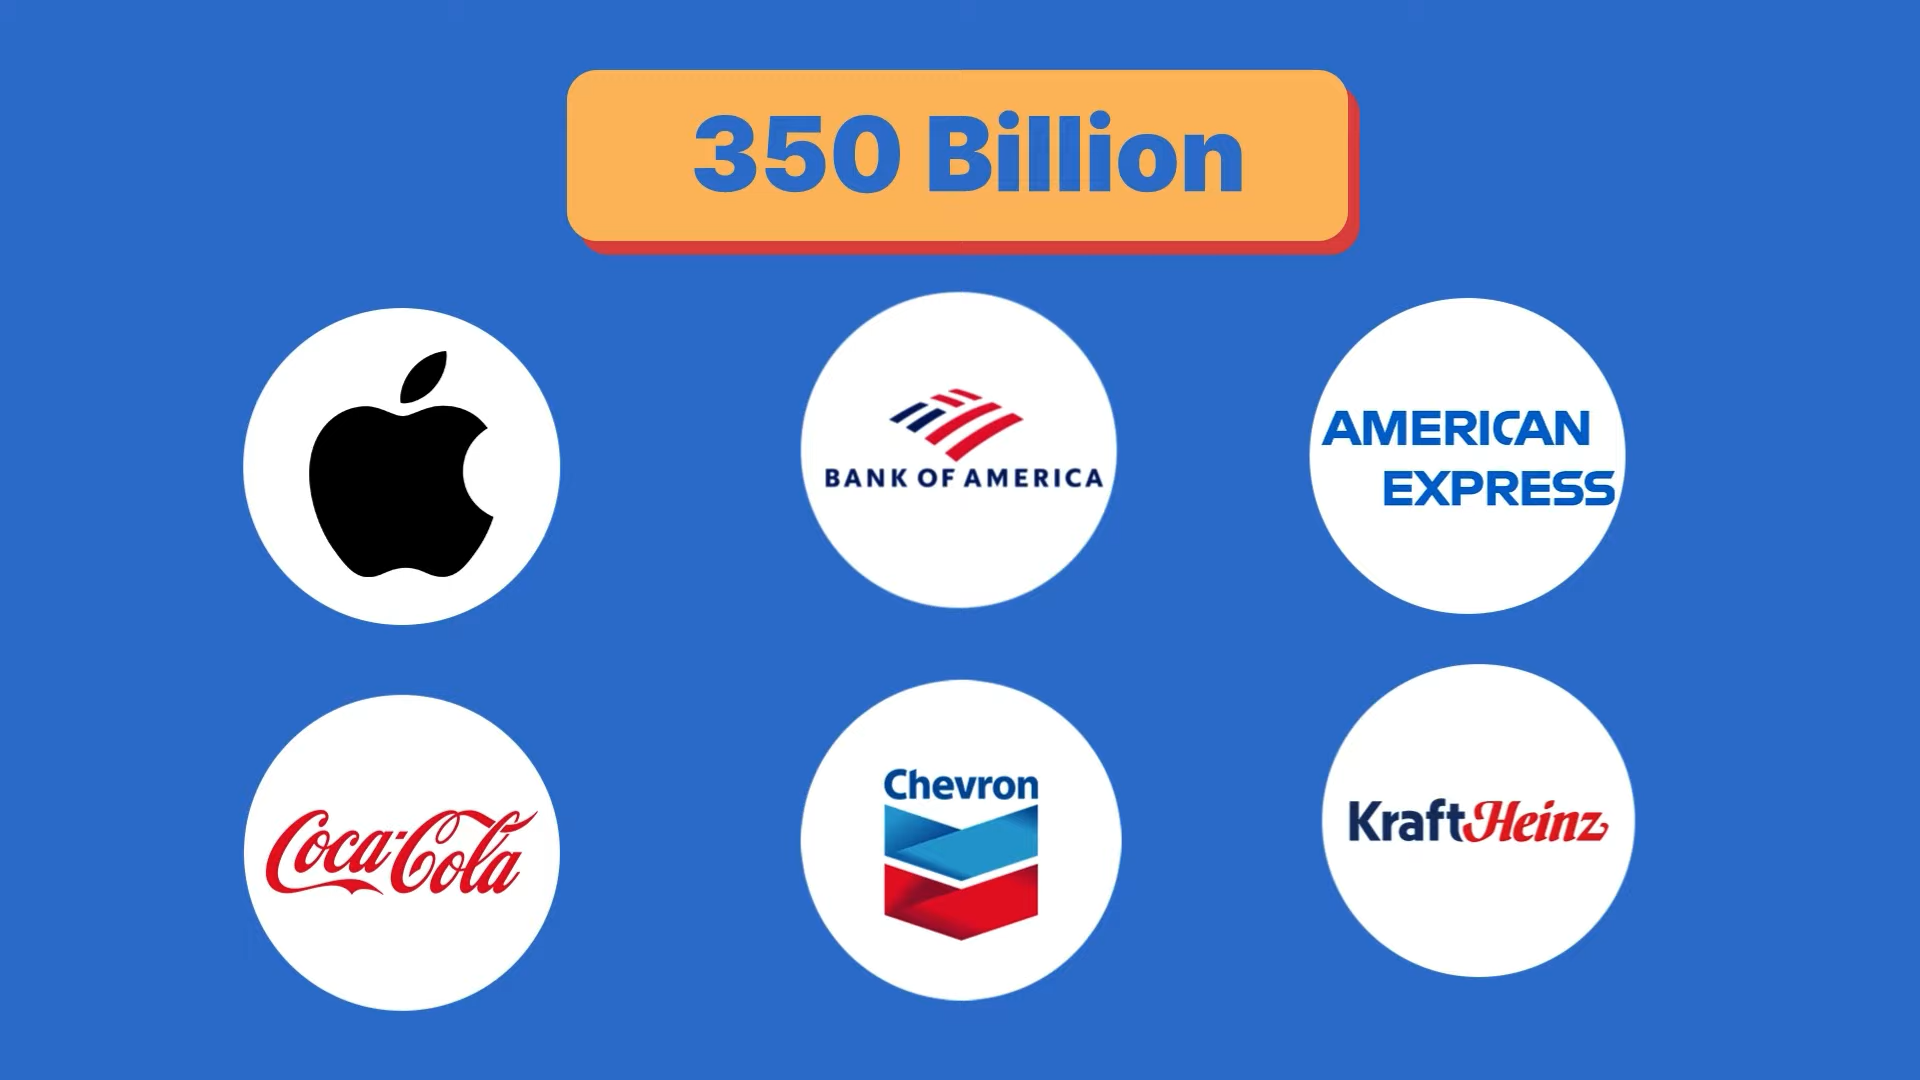 350 Billion
BANK OF AMERICA
AMERICAN
EXPRESS
Coca-Cola
Chevron
KraftHeinz